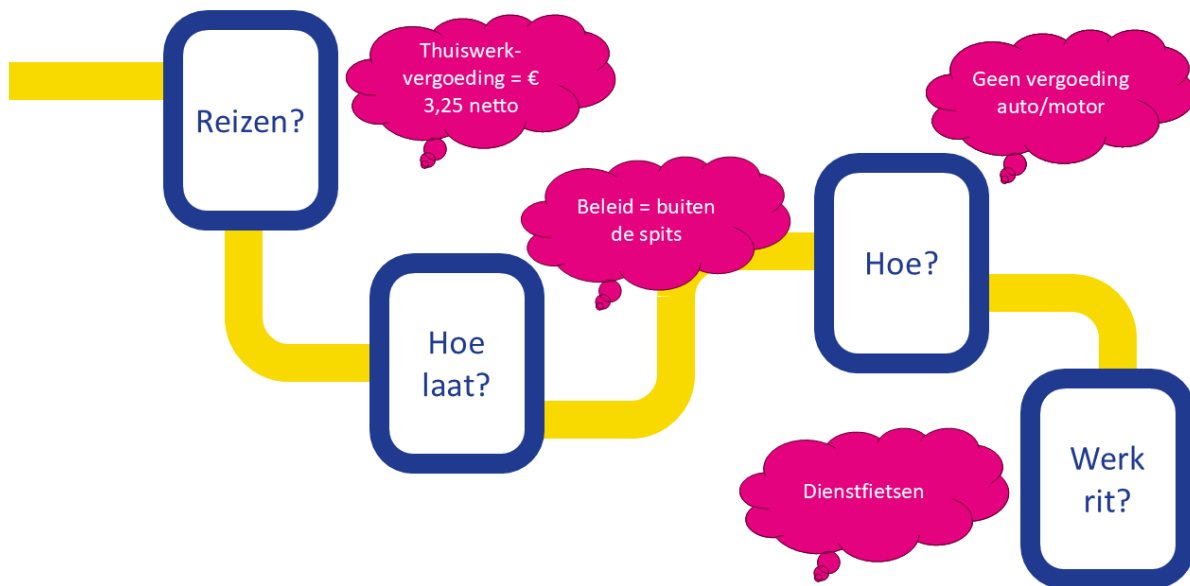 Reizen?
Thuiswerk-
vergoeding = €
3,25 netto
Hoe
laat?
Beleid = buiten
de spits
Hoe?
Geen vergoeding
auto/motor
Werk
rit?
Dienstfietsen